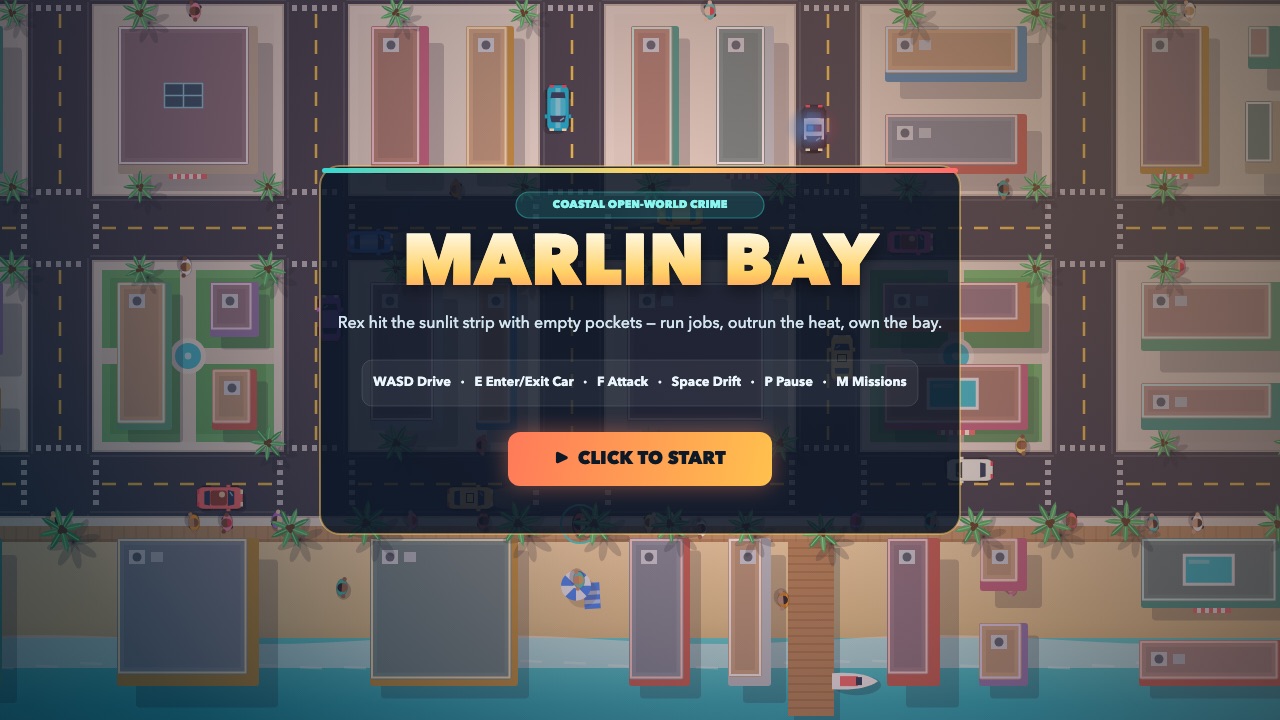 COASTAL OPEN-WORLD CRIME
MARLIN BAY
Rex hit the sunlit strip with empty pockets — run jobs, outrun the heat, own the bay.
WASD Drive · E Enter/Exit Car · F Attack · Space Drift · P Pause · M Missions
▶ CLICK TO START